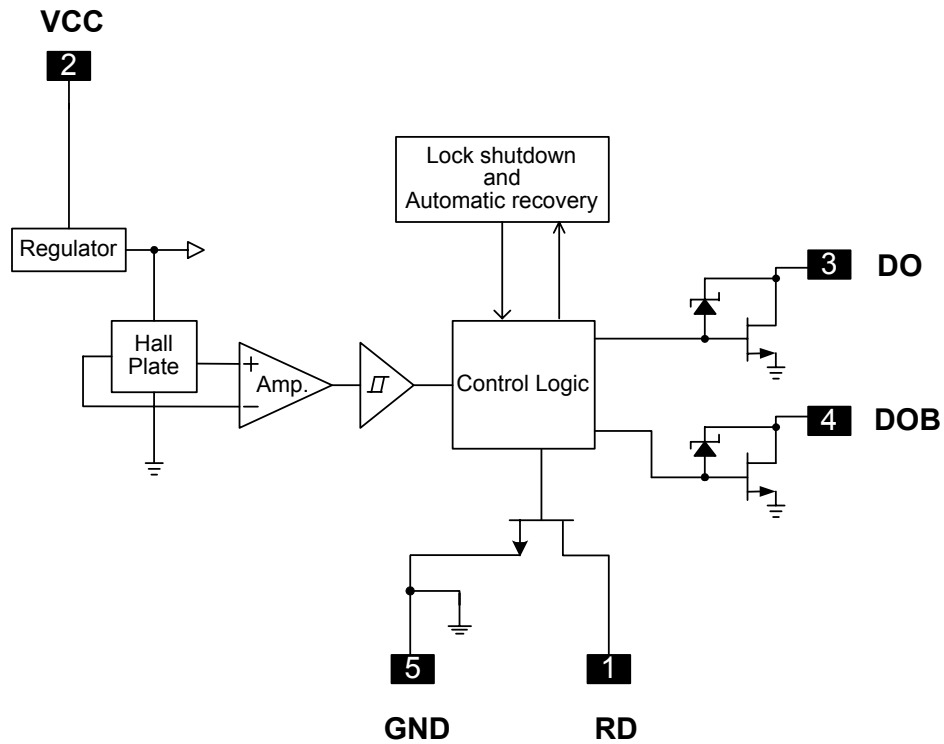 VCC
2
Lock shutdown
and
Automatic recovery
Regulator
3 DO
Hall
Plate
+
Amp.
−
Control Logic
4 DOB
5
1
GND
RD